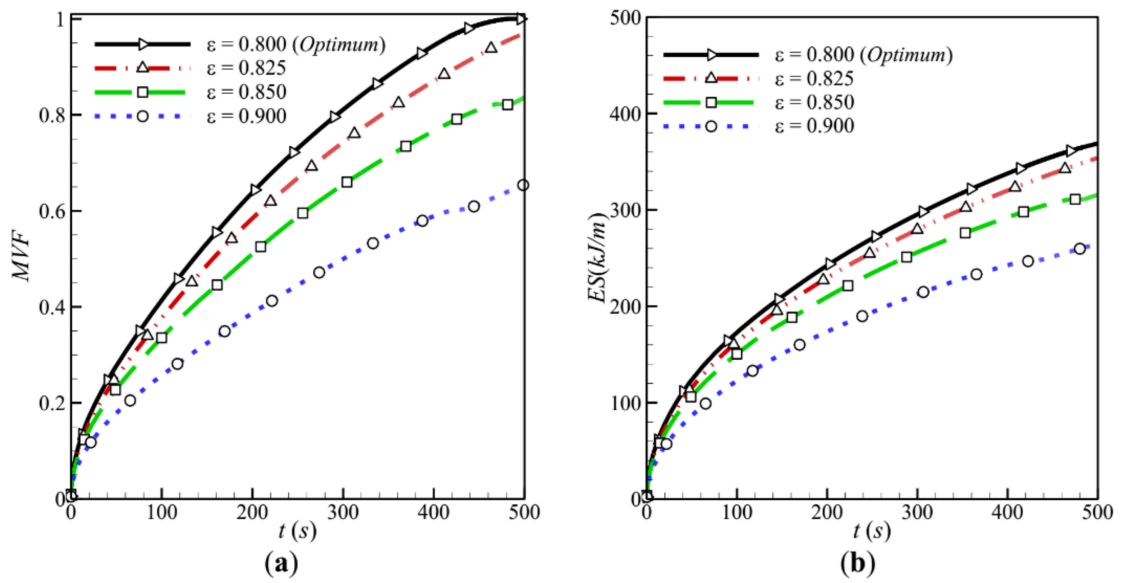 1
0.8
0.6
0.4
0.2
0
MVF
ε = 0.800 (Optimum)
ε = 0.825
ε = 0.850
ε = 0.900
0 100 200 300 400 500
t (s)
(a)
500
400
300
200
100
0
ES(kJ/m)
ε = 0.800 (Optimum)
ε = 0.825
ε = 0.850
ε = 0.900
0 100 200 300 400 500
t (s)
(b)